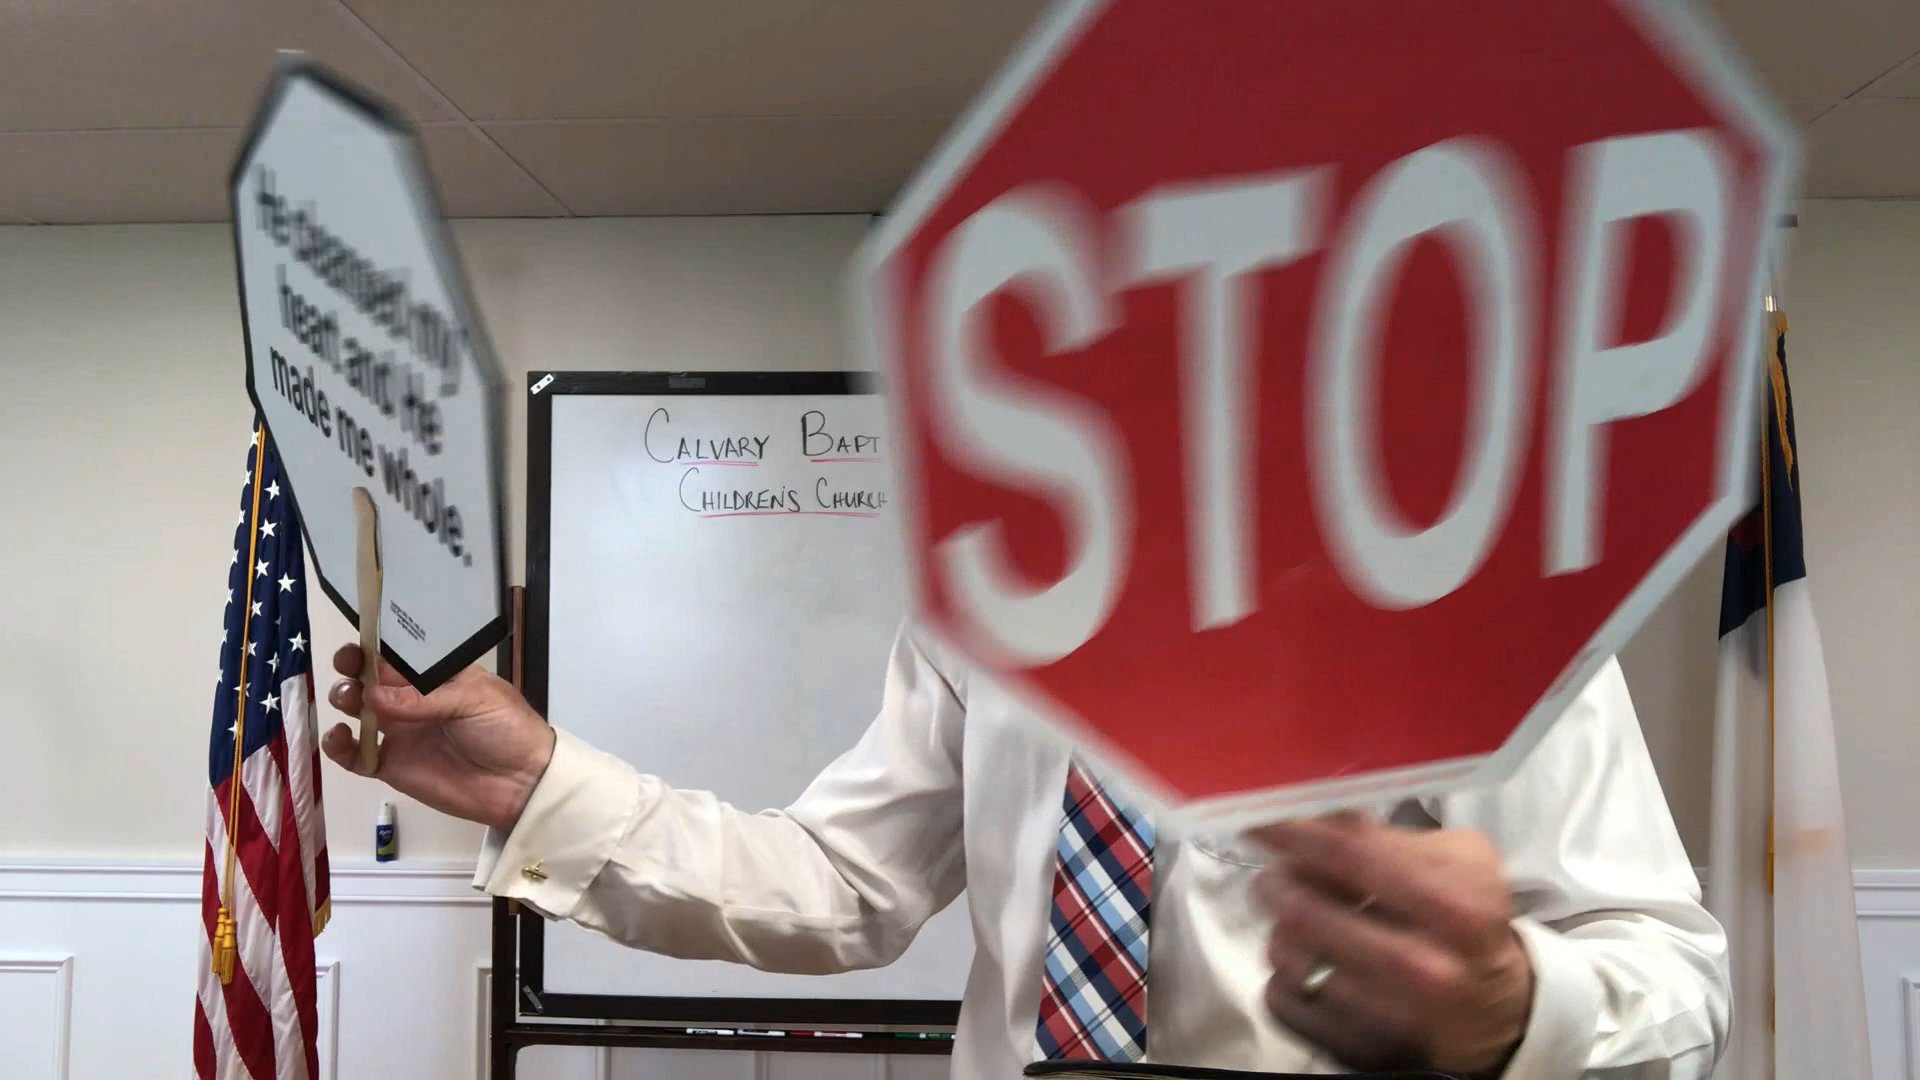 He cleansed my
heart and He
made me whole.
CALVARY BAPT
CHILDREN'S CHURCH
STOP